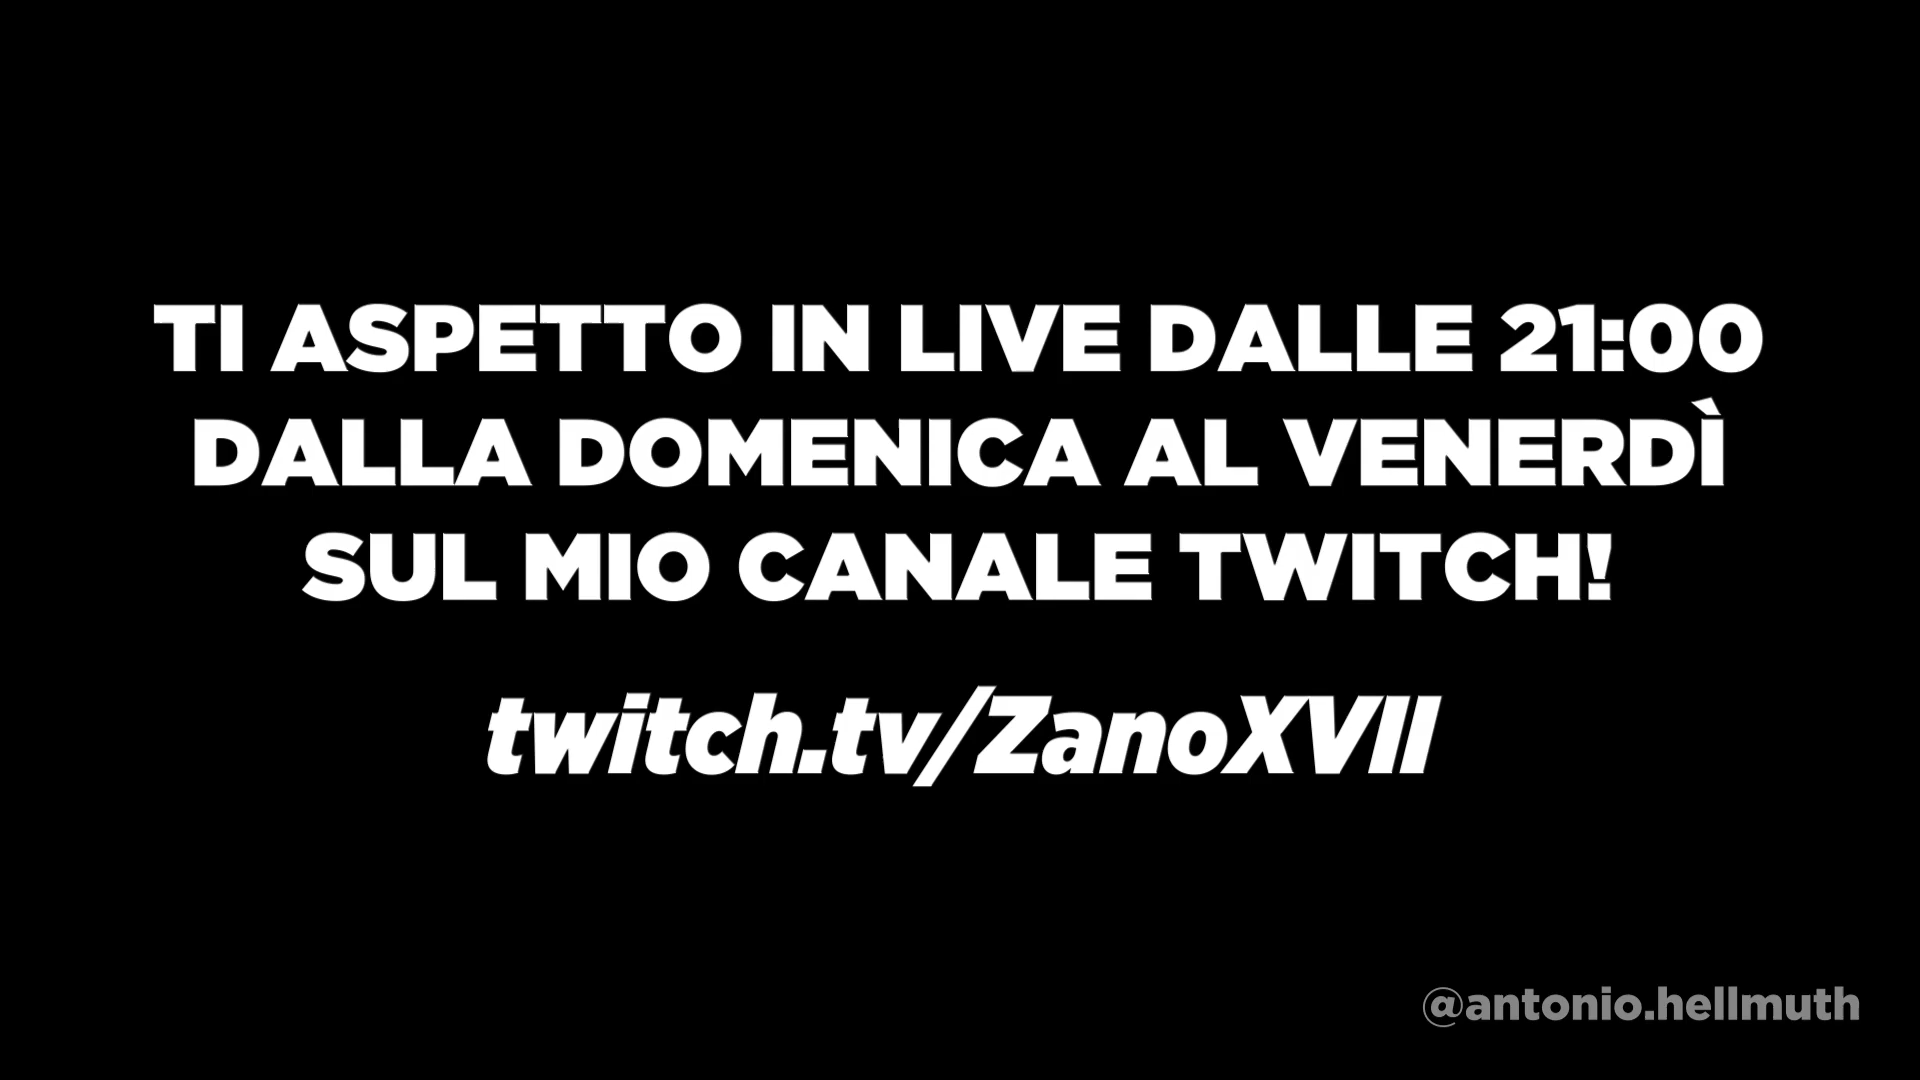 TI ASPETTO IN LIVE DALLE 21:00
DALLA DOMENICA AL VENERDÌ
SUL MIO CANALE TWITCH!
twitch.tv/ZanoXVII
@antonio.hellmuth